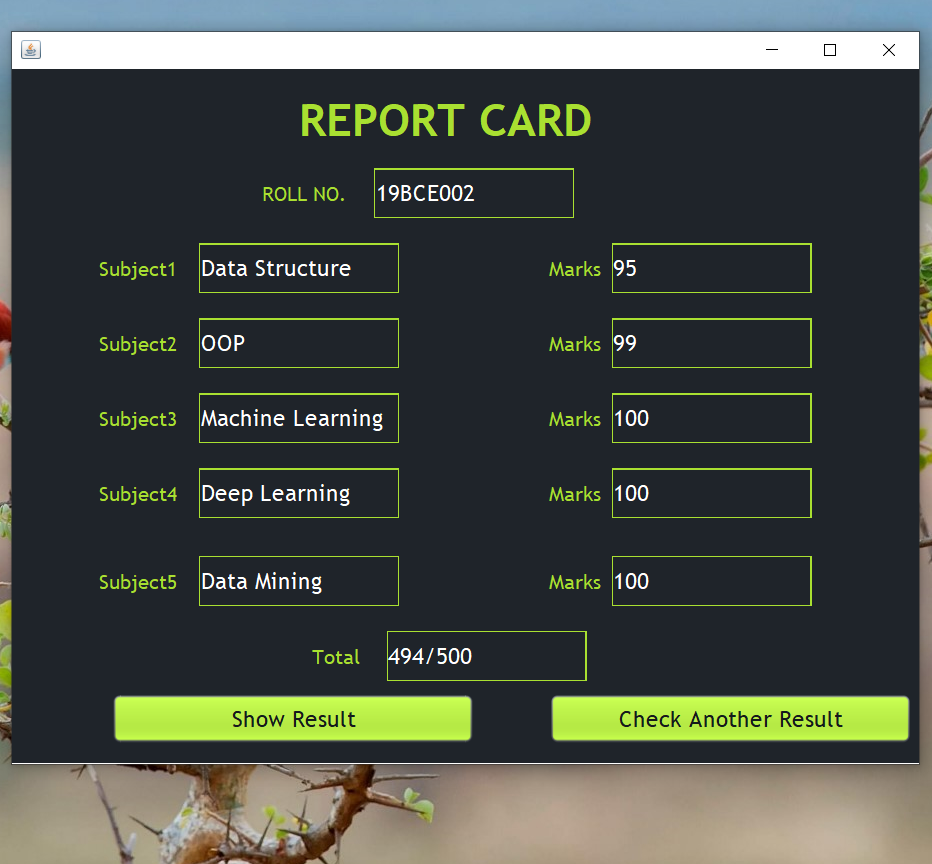 REPORT CARD
ROLL NO. 19BCE002
Subject1 Data Structure Marks 95
Subject2 OOP Marks 99
Subject3 Machine Learning Marks 100
Subject4 Deep Learning Marks 100
Subject5 Data Mining Marks 100
Total 494/500
Show Result Check Another Result